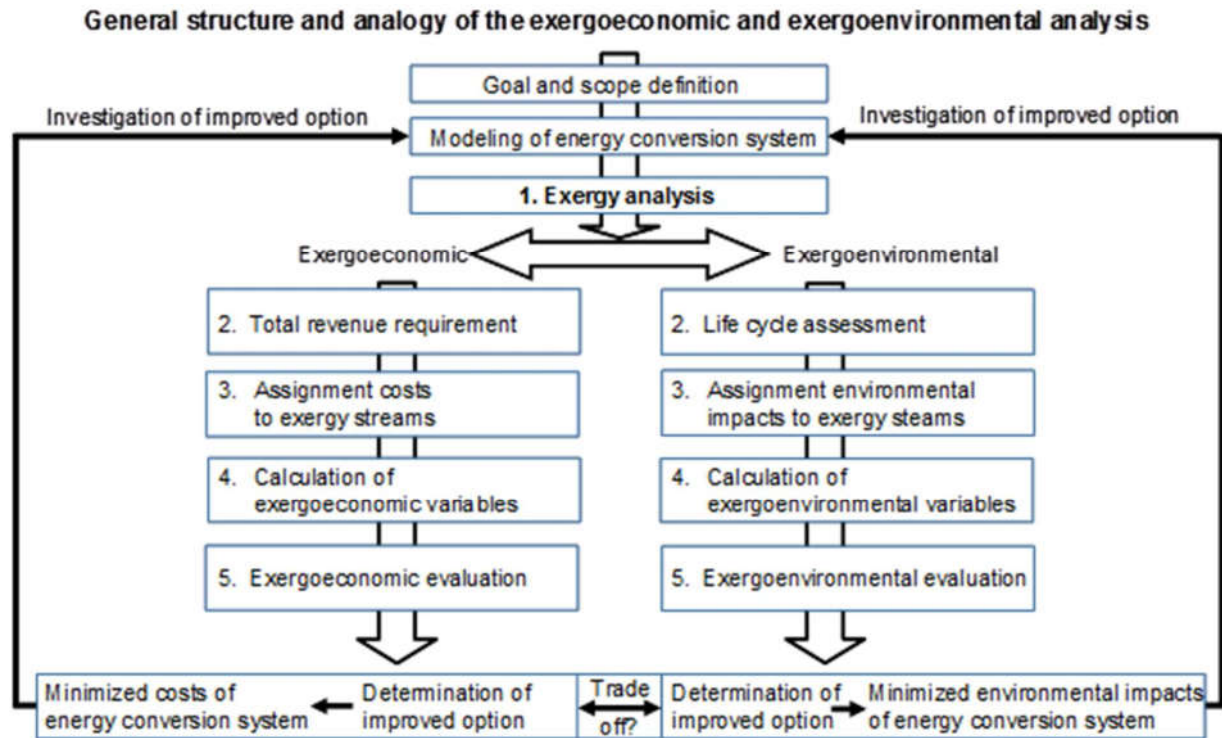 General structure and analogy of the exergoeconomic and exergoenvironmental analysis
Goal and scope definition
Investigation of improved option
Investigation of improved option
Modeling of energy conversion system
1. Exergy analysis
Exergoeconomic
Exergoenvironmental
2. Total revenue requirement
3. Assignment costs
to exergy streams
4. Calculation of
exergoeconomic variables
5. Exergoeconomic evaluation
2. Life cycle assessment
3. Assignment environmental
impacts to exergy steams
4. Calculation of
exergoenvironmental variables
5. Exergoenvironmental evaluation
Minimized costs of
energy conversion system
Determination of
improved option
Trade
off?
Determination of
improved option
Minimized environmental impacts
of energy conversion system